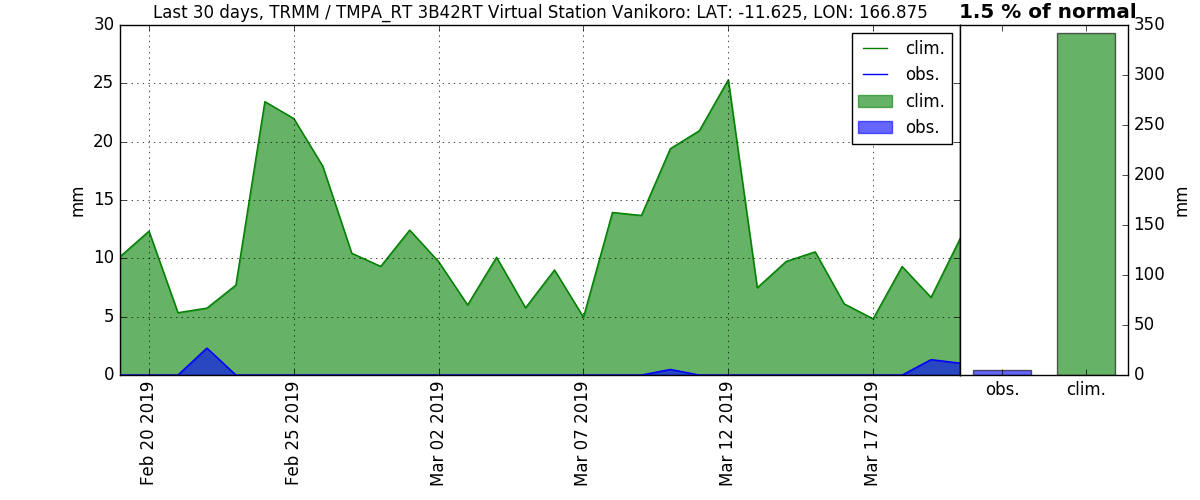 Last 30 days, TRMM / TMPA_RT 3B42RT Virtual Station Vanikoro: LAT: -11.625, LON: 166.875
1.5 % of normal
mm
30
25
20
15
10
5
0
clim.
obs.
clim.
obs.
Feb 20 2019
Feb 25 2019
Mar 02 2019
Mar 07 2019
Mar 12 2019
Mar 17 2019
350
300
250
200
150
100
50
0
mm
obs.
clim.